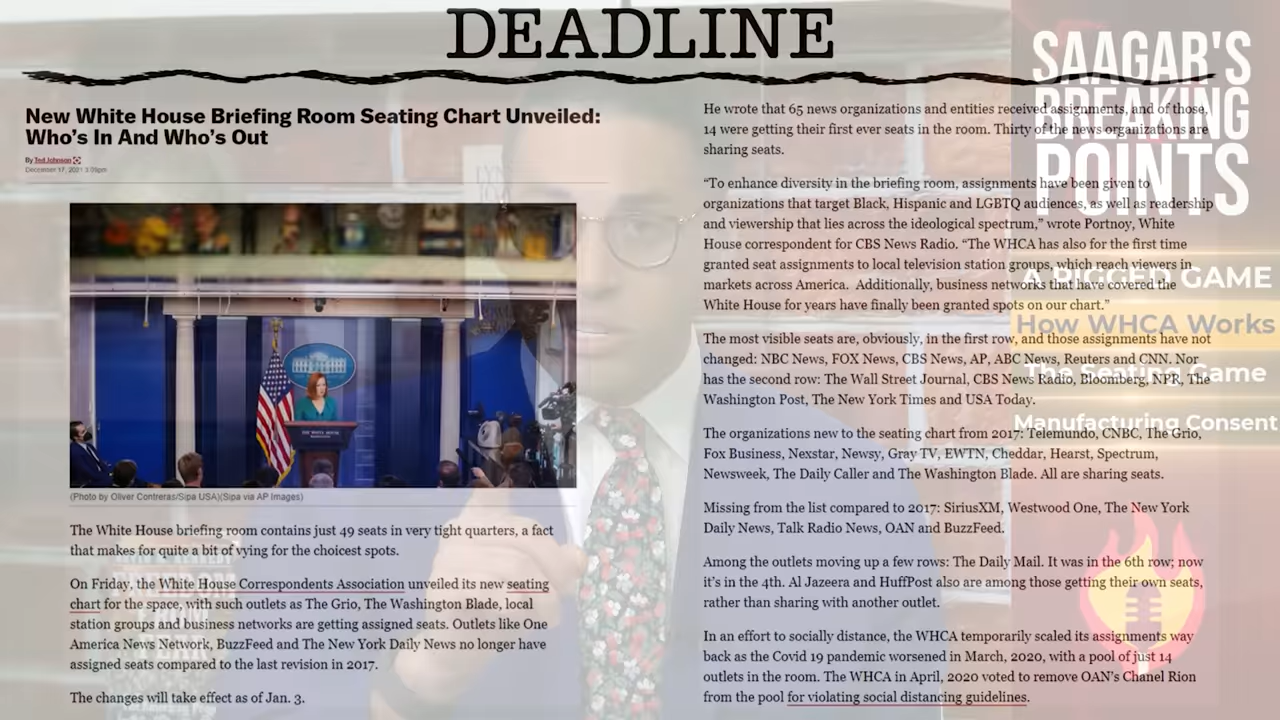 DEADLINE
New White House Briefing Room Seating Chart Unveiled:
Who's In And Who's Out
By Ted Johnson
December 17, 2021 3:09pm
(Photo by Oliver Contreras/Sipa USA)(Sipa via AP Images)
The White House briefing room contains just 49 seats in very tight quarters, a fact
that makes for quite a bit of vying for the choicest spots.
On Friday, the White House Correspondents Association unveiled its new seating
chart for the space, with such outlets as The Grio, The Washington Blade, local
station groups and business networks are getting assigned seats. Outlets like One
America News Network, BuzzFeed and The New York Daily News no longer have
assigned seats compared to the last revision in 2017.
The changes will take effect as of Jan. 3.
He wrote that 65 news organizations and entities received assignments, and of those,
14 were getting their first ever seats in the room. Thirty of the news organizations are
sharing seats.
“To enhance diversity in the briefing room, assignments have been given to
organizations that target Black, Hispanic and LGBTQ audiences, as well as readership
and viewership that lies across the ideological spectrum,” wrote Portnoy, White
House correspondent for CBS News Radio. “The WHCA has also for the first time
granted seat assignments to local television station groups, which reach viewers in
markets across America.  Additionally, business networks that have covered the
White House for years have finally been granted spots on our chart.”
The most visible seats are, obviously, in the first row, and those assignments have not
changed: NBC News, FOX News, CBS News, AP, ABC News, Reuters and CNN. Nor
has the second row: The Wall Street Journal, CBS News Radio, Bloomberg, NPR, The
Washington Post, The New York Times and USA Today.
The organizations new to the seating chart from 2017: Telemundo, CNBC, The Grio,
Fox Business, Nexstar, Newsy, Gray TV, EWTN, Cheddar, Hearst, Spectrum,
Newsweek, The Daily Caller and The Washington Blade. All are sharing seats.
Missing from the list compared to 2017: SiriusXM, Westwood One, The New York
Daily News, Talk Radio News, OAN and BuzzFeed.
Among the outlets moving up a few rows: The Daily Mail. It was in the 6th row; now
it's in the 4th. Al Jazeera and HuffPost also are among those getting their own seats,
rather than sharing with another outlet.
In an effort to socially distance, the WHCA temporarily scaled its assignments way
back as the Covid 19 pandemic worsened in March, 2020, with a pool of just 14
outlets in the room. The WHCA in April, 2020 voted to remove OAN's Chanel Rion
from the pool for violating social distancing guidelines.
SAAGAR'S
BREAKING
POINTS
A RIGGED GAME
How WHCA Works
The Seating Game
Manufacturing Consent